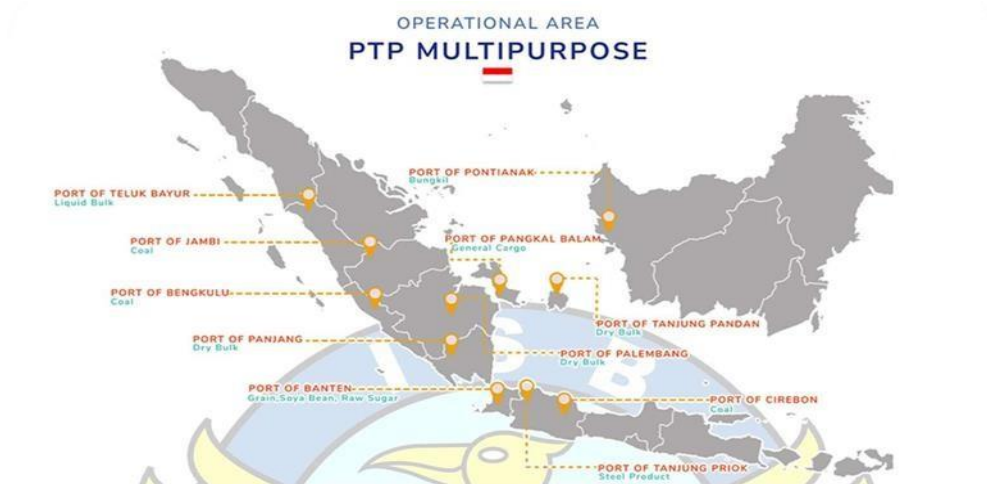 OPERATIONAL AREA
PTP MULTIPURPOSE
PORT OF PONTIANAK
Bungkil
PORT OF TELUK BAYUR
Liquid Bulk
PORT OF JAMBI
Coal
PORT OF PANGKAL BALAM
General Cargo
PORT OF BENGKULU
Coal
PORT OF TANJUNG PANDAN
Dry Bulk
PORT OF PANJANG
Dry Bulk
PORT OF PALEMBANG
Dry Bulk
PORT OF BANTEN
Grain,Soya Bean, Raw Sugar
PORT OF CIREBON
Coal
PORT OF TANJUNG PRIOK
Steel Product
I S B